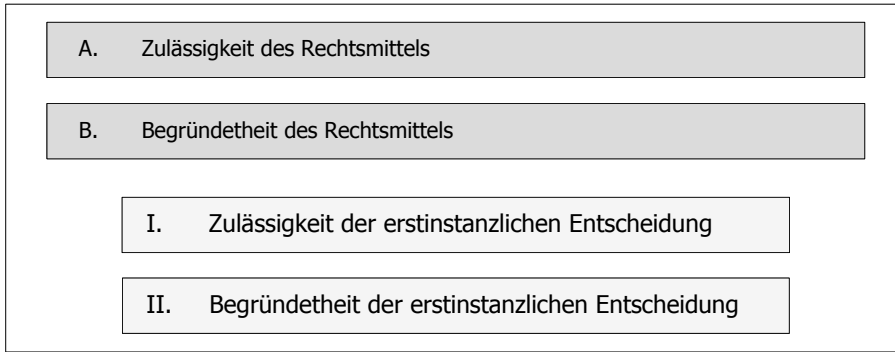 A. Zulässigkeit des Rechtsmittels
B. Begründetheit des Rechtsmittels
I. Zulässigkeit der erstinstanzlichen Entscheidung
II. Begründetheit der erstinstanzlichen Entscheidung